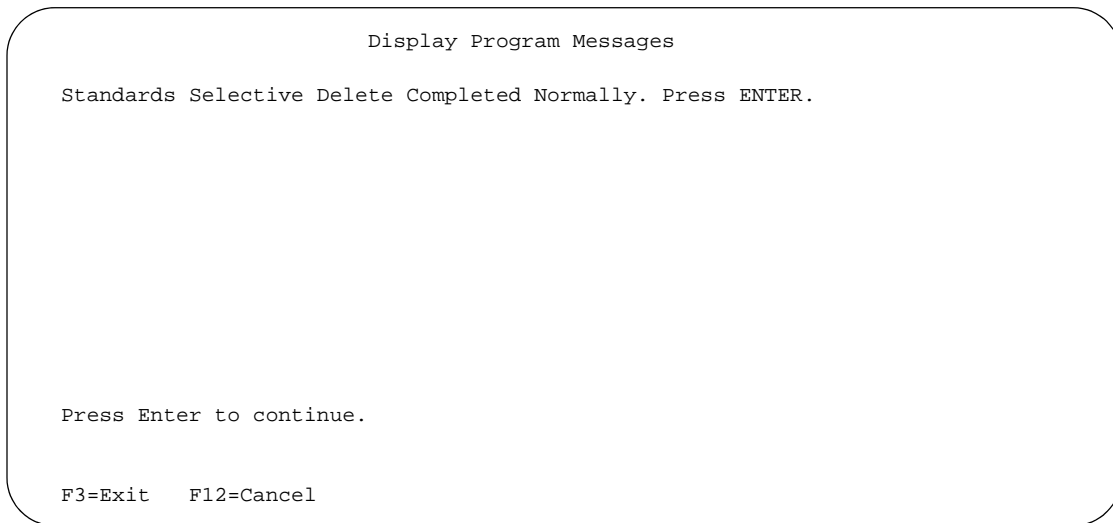 Display Program Messages
Standards Selective Delete Completed Normally. Press ENTER.
Press Enter to continue.
F3=Exit F12=Cancel